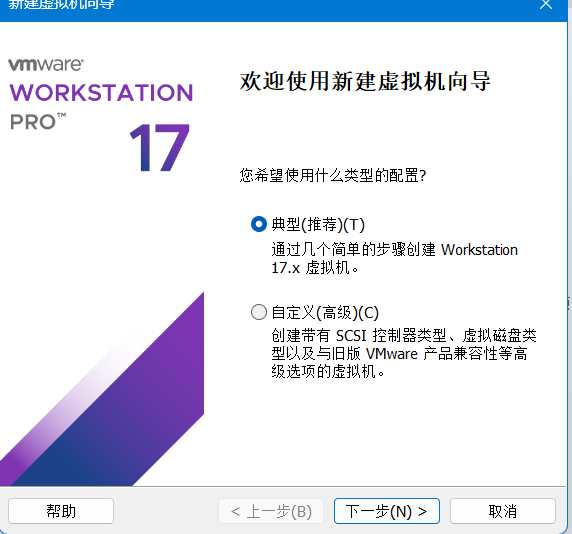 新建虚拟机向导
vmware
WORKSTATION
PRO™
17
欢迎使用新建虚拟机向导
您希望使用什么类型的配置?
典型(推荐)(T)
通过几个简单的步骤创建 Workstation
17.x 虚拟机。
自定义(高级)(C)
创建带有 SCSI 控制器类型、虚拟磁盘类
型以及与旧版 VMware 产品兼容性等高
级选项的虚拟机。
帮助
< 上一步(B)
下一步(N) >
取消